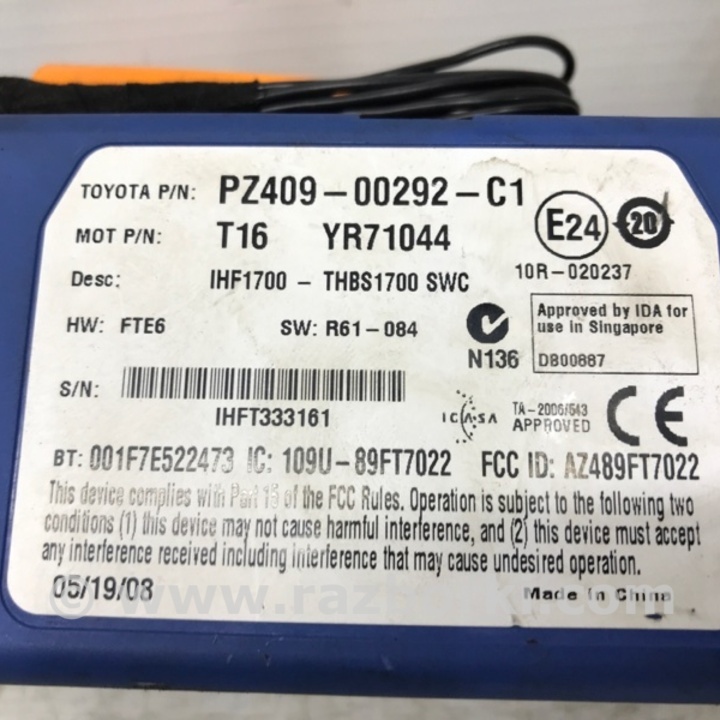 TOYOTA P/N: PZ409-00292-C1
MOT P/N: T16 YR71044
E24 20
10R-020237
Desc: IHF1700 - THBS1700 SWC
HW: FTE6 SW: R61-084
N136
Approved by IDA for
use in Singapore
DB00887
S/N:
IHFT333161
ICASA
TA-2006/543
APPROVED
CE
BT: 001F7E522473 IC: 109U-89FT7022 FCC ID: AZ489FT7022
This device complies with Part 15 of the FCC Rules. Operation is subject to the following two
conditions (1) this device may not cause harmful interference, and (2) this device must accept
any interference received including interference that may cause undesired operation.
05/19/08
Made In China